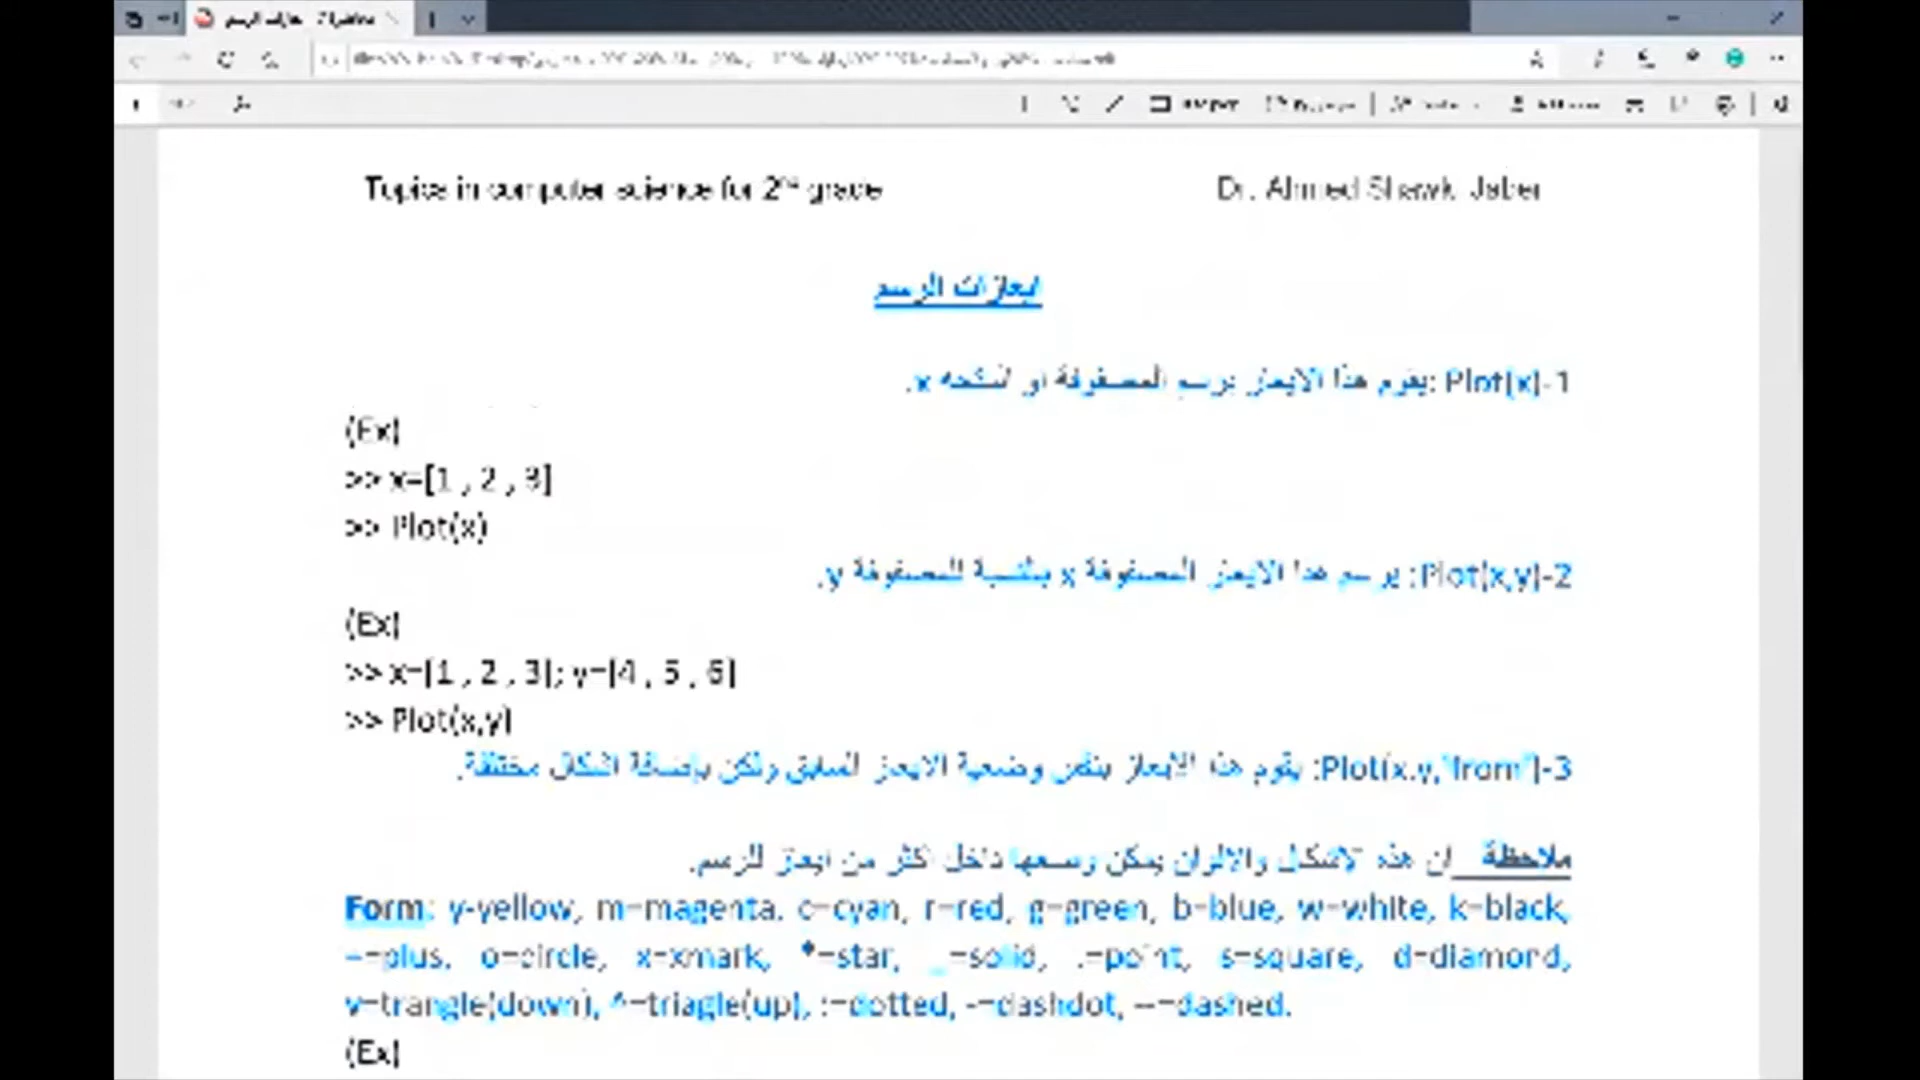 Topics in computer science for 2nd grade
Dr. Ahmed Shawki Jaber
ايعازات الرسم
1-Plot(x): يقوم هذا الايعاز برسم المصفوفة او المتجه x.
(Ex)
>> x=[1 , 2 , 3]
>> Plot(x)
2-Plot(x,y): يرسم هذا الايعاز المصفوفة x بالنسبة للمصفوفة y.
(Ex)
>> x=[1 , 2 , 3]; y=[4 , 5 , 6]
>> Plot(x,y)
3-Plot(x,y,'from'): يقوم هذا الايعاز بنفس وضعية الايعاز السابق ولكن بإضافة اشكال مختلفة.
ملاحظة ان هذه الاشكال والالوان يمكن وضعها داخل اكثر من ايعاز للرسم.
Form: y-yellow, m=magenta, c=cyan, r=red, g=green, b=blue, w=white, k=black,
=plus, o=circle, x=xmark, *=star, _=solid, .=point, s=square, d=diamond,
v=trangle(down), ^=triagle(up), :=dotted, -=dashdot, --=dashed.
(Ex)